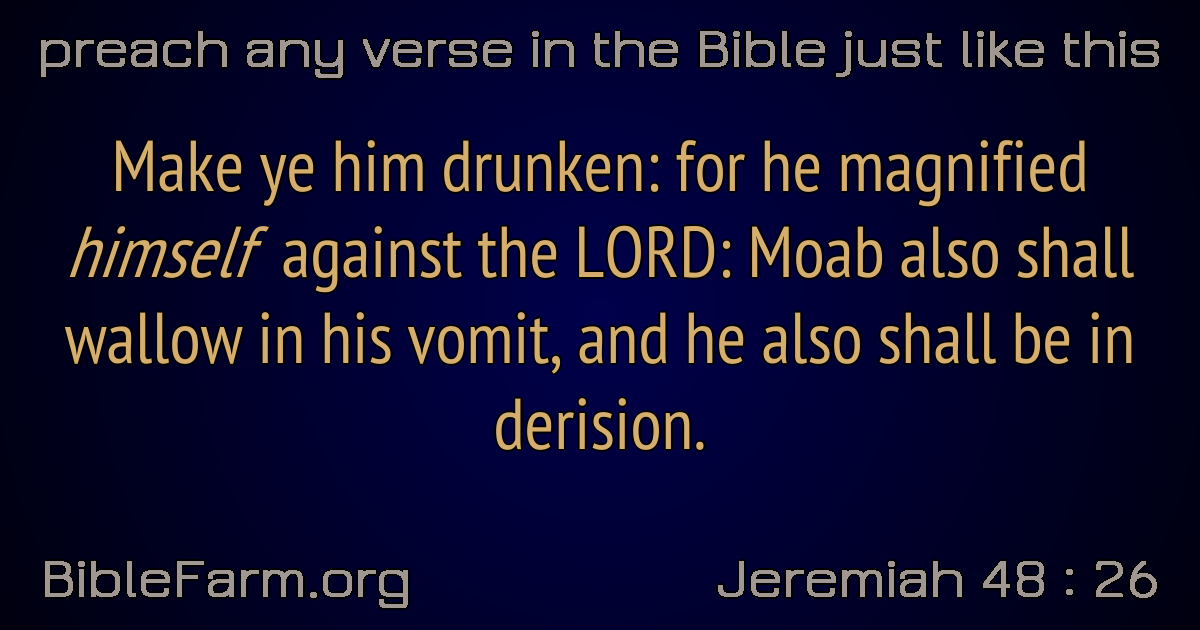 preach any verse in the Bible just like this
Make ye him drunken: for he magnified
himself against the LORD: Moab also shall
wallow in his vomit, and he also shall be in
derision.
BibleFarm.org
Jeremiah 48 : 26